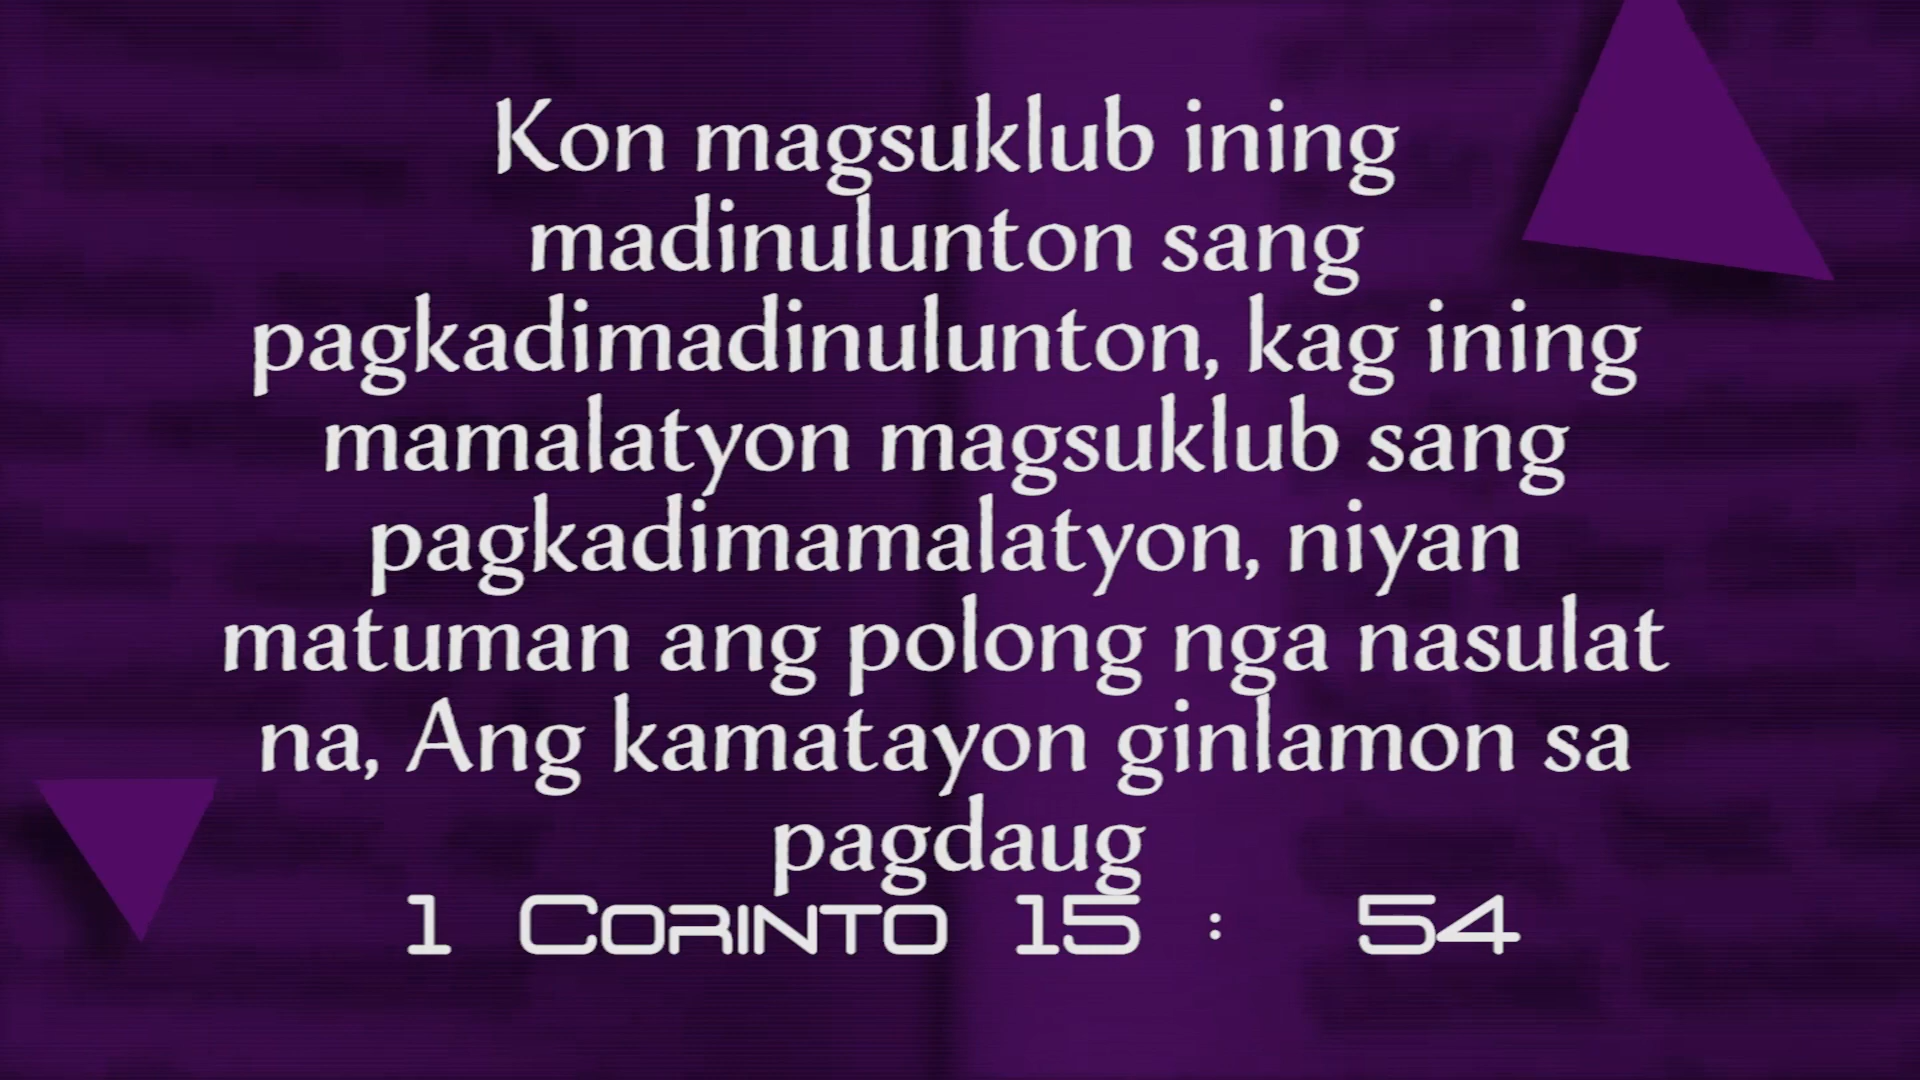 Kon magsuklub ining
madinulunton sang
pagkadimadinulunton, kag ining
mamalatyon magsuklub sang
pagkadimamalatyon, niyan
matuman ang polong nga nasulat
na, Ang kamatayon ginlamon sa
pagdaug
1 Corinto 15 : 54